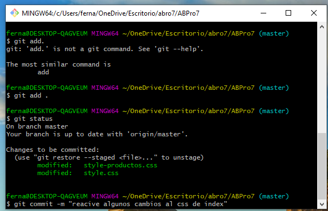 MINGW64:/c/Users/ferna/OneDrive/Escritorio/abro7/ABPro7
ferna@DESKTOP-QAGVEUM MINGW64 ~/OneDrive/Escritorio/abro7/ABPro7 (master)
$ git add.
git: 'add.' is not a git command. See 'git --help'.
The most similar command is
add
ferna@DESKTOP-QAGVEUM MINGW64 ~/OneDrive/Escritorio/abro7/ABPro7 (master)
$ git add .
ferna@DESKTOP-QAGVEUM MINGW64 ~/OneDrive/Escritorio/abro7/ABPro7 (master)
$ git status
On branch master
Your branch is up to date with 'origin/master'.
Changes to be committed:
(use "git restore --staged <file>..." to unstage)
modified: style-productos.css
modified: style.css
ferna@DESKTOP-QAGVEUM MINGW64 ~/OneDrive/Escritorio/abro7/ABPro7 (master)
$ git commit -m "reacive algunos cambios al css de index"